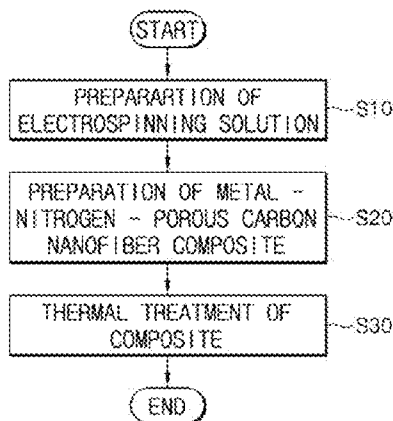 START
PREPARARTION OF
ELECTROSPINNING SOLUTION
S10
PREPARATION OF METAL -
NITROGEN - POROUS CARBON
NANOFIBER COMPOSITE
S20
THERMAL TREATMENT OF
COMPOSITE
S30
END